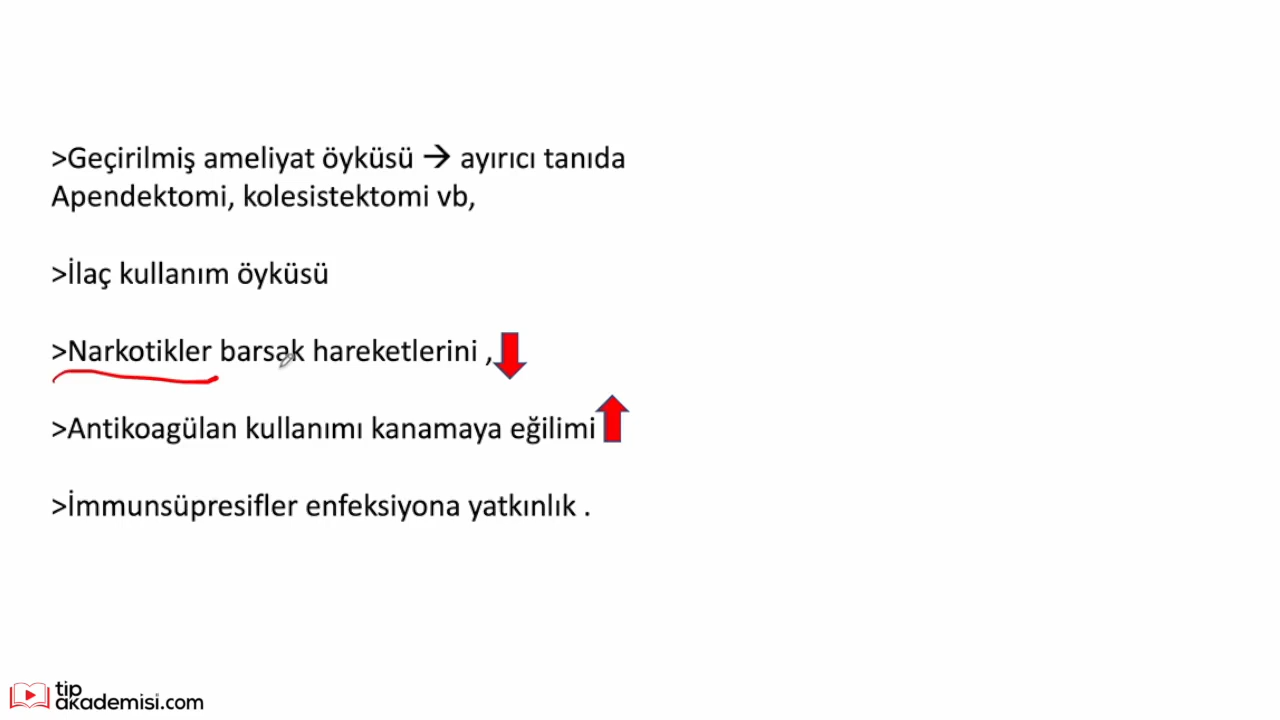 >Geçirilmiş ameliyat öyküsü → ayırıcı tanıda
Apendektomi, kolesistektomi vb,
>İlaç kullanım öyküsü
>Narkotikler barsak hareketlerini ,
>Antikoagülan kullanımı kanamaya eğilimi
>İmmunsüpresifler enfeksiyona yatkınlık .
tip
akademisi.com